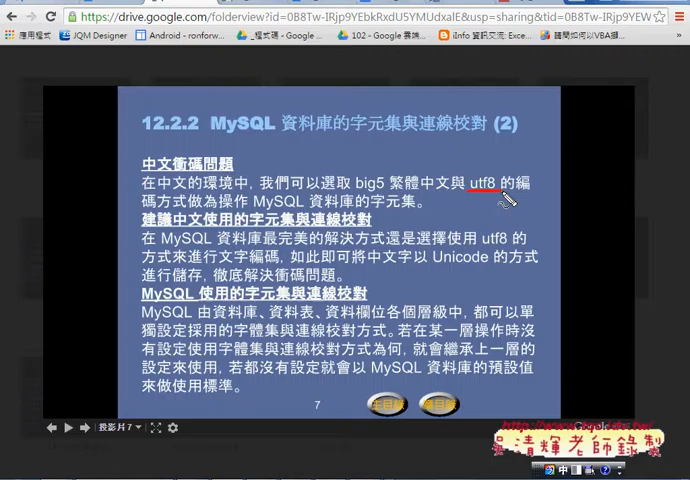 https://drive.google.com/folderview?id=0B8Tw-IRjp9YEbkRxdU5YMUdxalE&usp=sharing&tid=0B8Tw-IRjp9YEW
應用程式 JQM Designer Android - ronforw... _程式碼 - Google ... 102 - Google 雲端... iInfo 資訊交流: Exce... 請問如何以VBA擷...
12.2.2 MySQL 資料庫的字元集與連線校對 (2)
中文衝碼問題
在中文的環境中, 我們可以選取 big5 繁體中文與 utf8 的編
碼方式做為操作 MySQL 資料庫的字元集。
建議中文使用的字元集與連線校對
在 MySQL 資料庫最完美的解決方式還是選擇使用 utf8 的
方式來進行文字編碼, 如此即可將中文字以 Unicode 的方式
進行儲存, 徹底解決衝碼問題。
MySQL 使用的字元集與連線校對
MySQL 由資料庫、資料表、資料欄位各個層級中, 都可以單
獨設定採用的字體集與連線校對方式。若在某一層操作時沒
有設定使用字體集與連線校對方式為何, 就會繼承上一層的
設定來使用, 若都沒有設定就會以 MySQL 資料庫的預設值
來做使用標準。
7 主目錄
投影片 7
吳清輝老師錄製
中